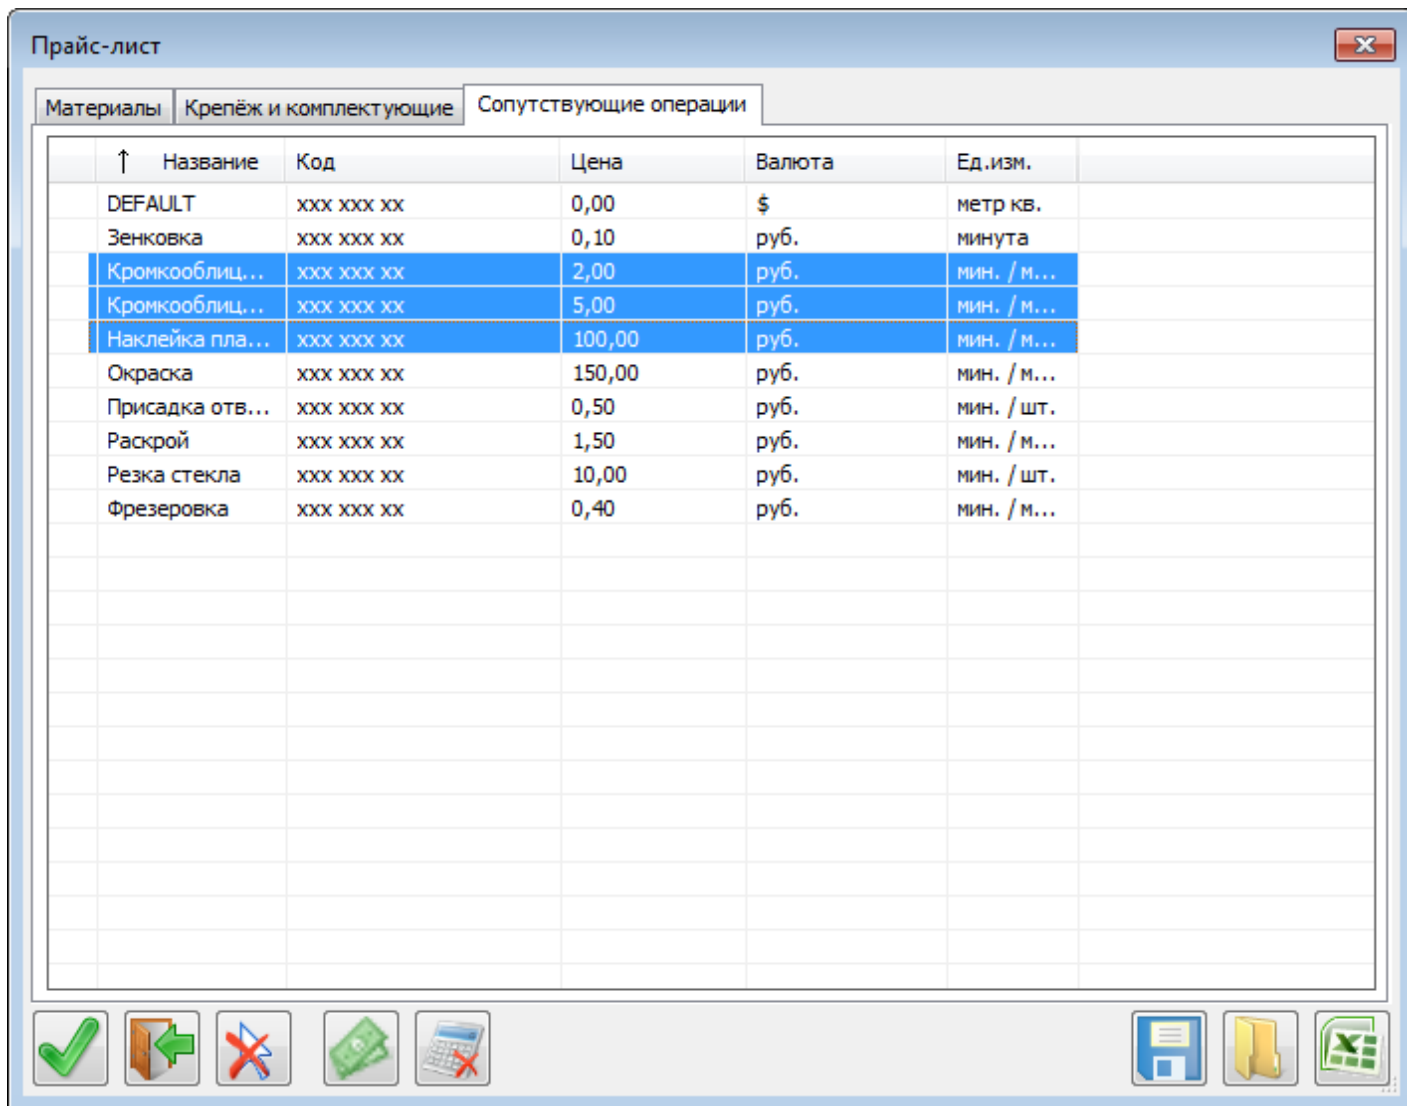 Прайс-лист
Материалы Крепёж и комплектующие Сопутствующие операции
↑ Название Код Цена Валюта Ед.изм.
DEFAULT xxx xxx xx 0,00 $ метр кв.
Зенковка xxx xxx xx 0,10 руб. минута
Кромкооблиц... xxx xxx xx 2,00 руб. мин. / м...
Кромкооблиц... xxx xxx xx 5,00 руб. мин. / м...
Наклейка пла... xxx xxx xx 100,00 руб. мин. / м...
Окраска xxx xxx xx 150,00 руб. мин. / м...
Присадка отв... xxx xxx xx 0,50 руб. мин. / шт.
Раскрой xxx xxx xx 1,50 руб. мин. / м...
Резка стекла xxx xxx xx 10,00 руб. мин. / шт.
Фрезеровка xxx xxx xx 0,40 руб. мин. / м...